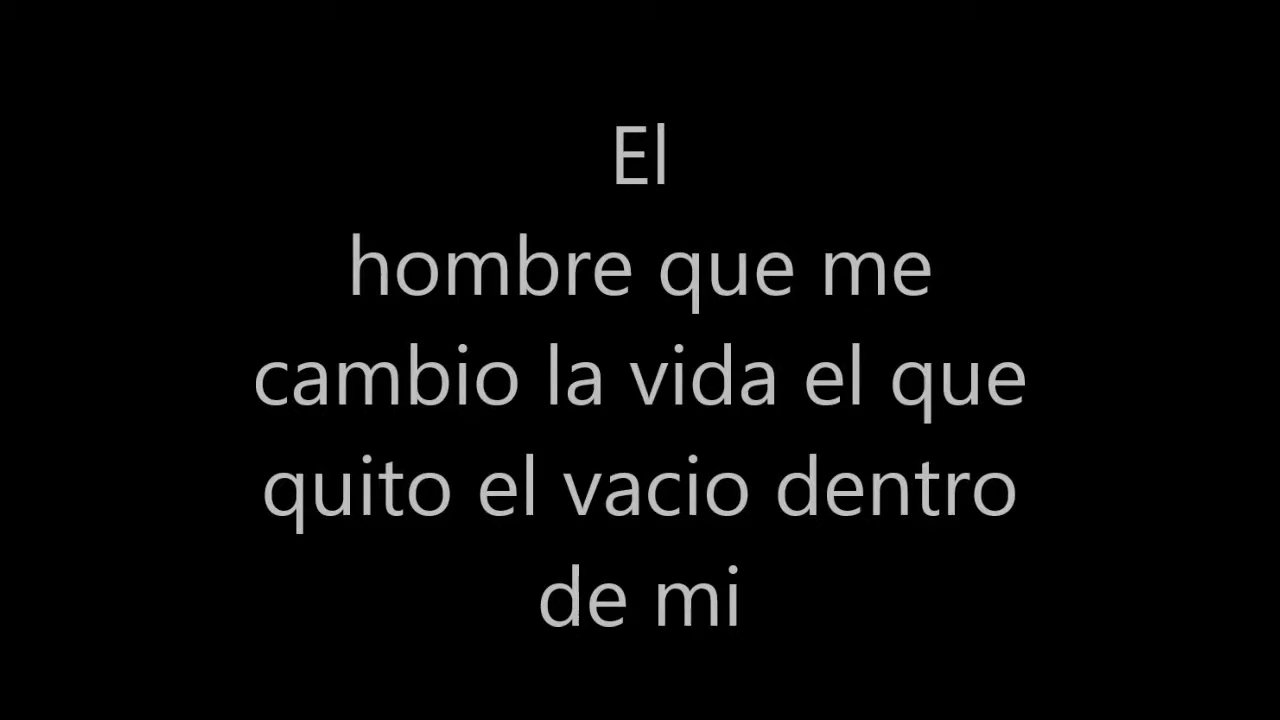 El
hombre que me
cambio la vida el que
quito el vacio dentro
de mi